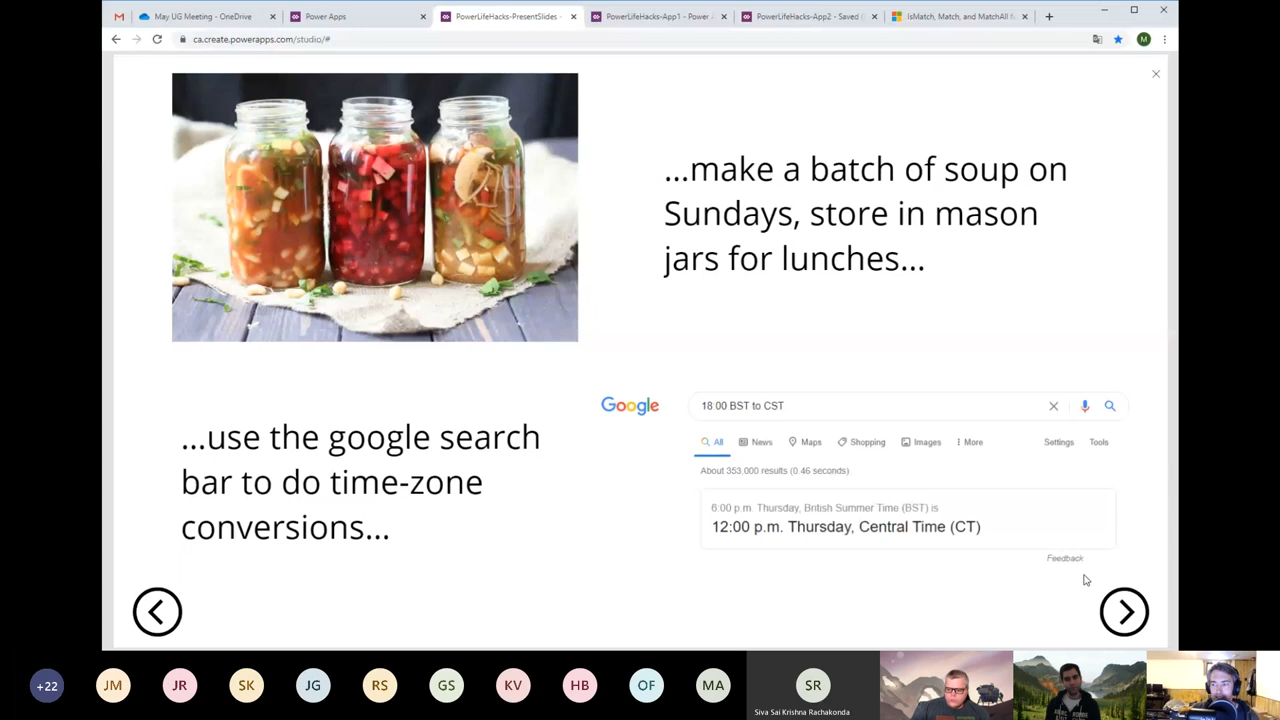 May UG Meeting - OneDrive
Power Apps
PowerLifeHacks-PresentSlides -
PowerLifeHacks-App1 - Power A
PowerLifeHacks-App2 - Saved (
IsMatch, Match, and MatchAll fu
ca.create.powerapps.com/studio/#
M
...make a batch of soup on
Sundays, store in mason
jars for lunches...
...use the google search
bar to do time-zone
conversions...
Google
18:00 BST to CST
All
News
Maps
Shopping
Images
More
Settings
Tools
About 353,000 results (0.46 seconds)
6:00 p.m. Thursday, British Summer Time (BST) is
12:00 p.m. Thursday, Central Time (CT)
Feedback
+22
JM
JR
SK
JG
RS
GS
KV
HB
OF
MA
SR
Siva Sai Krishna Rachakonda